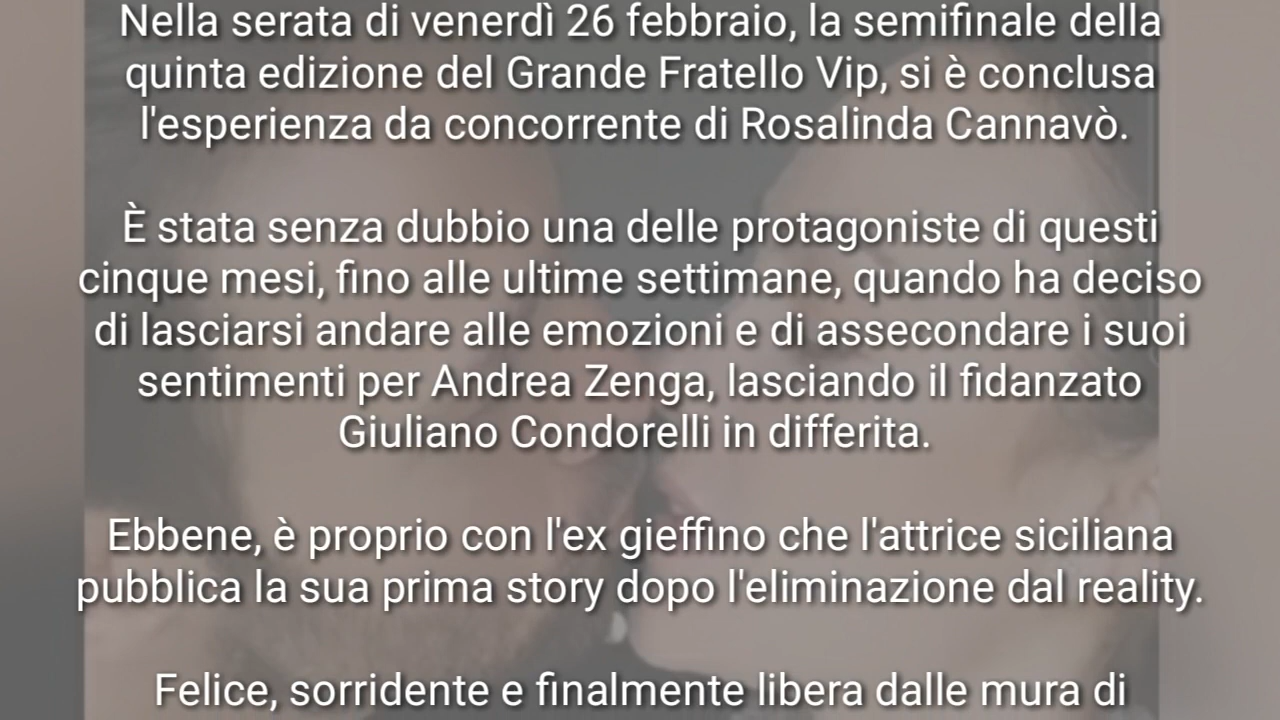 Nella serata di venerdì 26 febbraio, la semifinale della
quinta edizione del Grande Fratello Vip, si è conclusa
l'esperienza da concorrente di Rosalinda Cannavò.
È stata senza dubbio una delle protagoniste di questi
cinque mesi, fino alle ultime settimane, quando ha deciso
di lasciarsi andare alle emozioni e di assecondare i suoi
sentimenti per Andrea Zenga, lasciando il fidanzato
Giuliano Condorelli in differita.
Ebbene, è proprio con l'ex gieffino che l'attrice siciliana
pubblica la sua prima story dopo l'eliminazione dal reality.
Felice, sorridente e finalmente libera dalle mura di